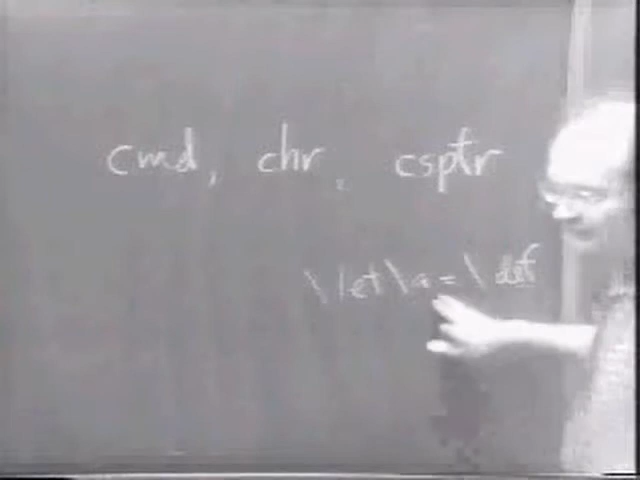 cmd, chr, csptr
\let\a=\def